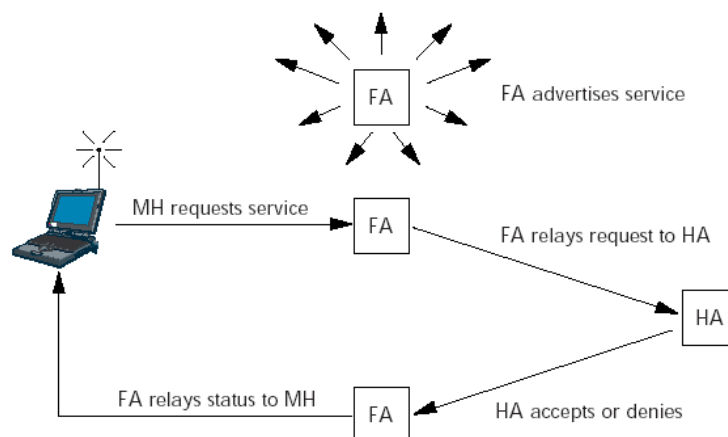 FA
FA advertises service
MH requests service
FA
FA relays request to HA
HA
FA relays status to MH
FA
HA accepts or denies